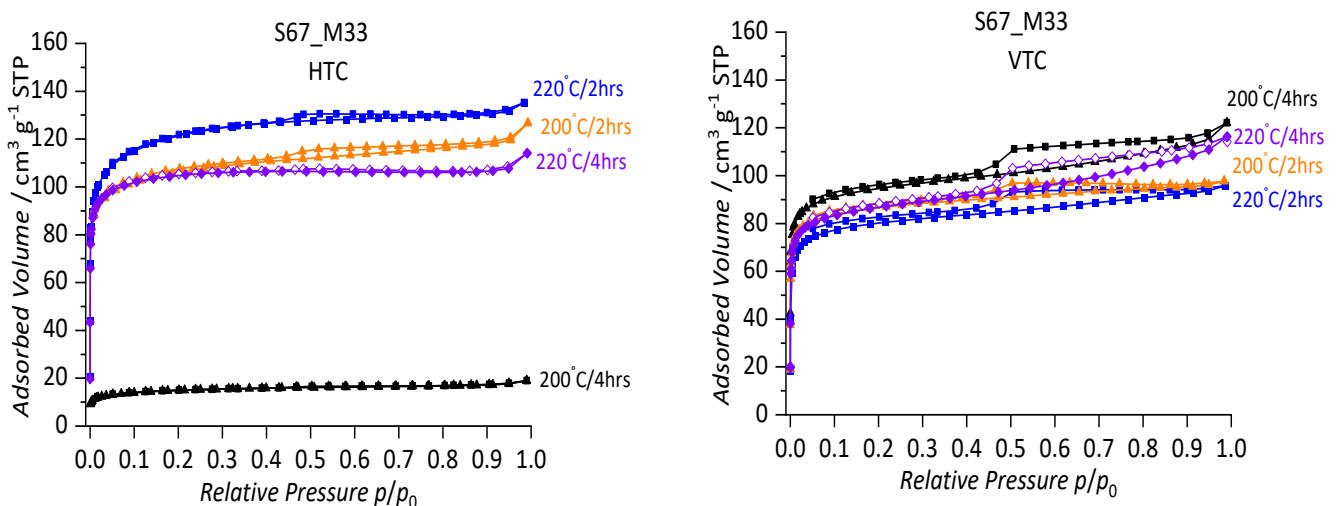 S67_M33
HTC
Adsorbed Volume / cm³ g⁻¹ STP
160
140
120
100
80
60
40
20
0
220°C/2hrs
200°C/2hrs
220°C/4hrs
200°C/4hrs
0.0 0.1 0.2 0.3 0.4 0.5 0.6 0.7 0.8 0.9 1.0
Relative Pressure p/p₀
S67_M33
VTC
Adsorbed Volume / cm³ g⁻¹ STP
160
140
120
100
80
60
40
20
0
200°C/4hrs
220°C/4hrs
200°C/2hrs
220°C/2hrs
0.0 0.1 0.2 0.3 0.4 0.5 0.6 0.7 0.8 0.9 1.0
Relative Pressure p/p₀